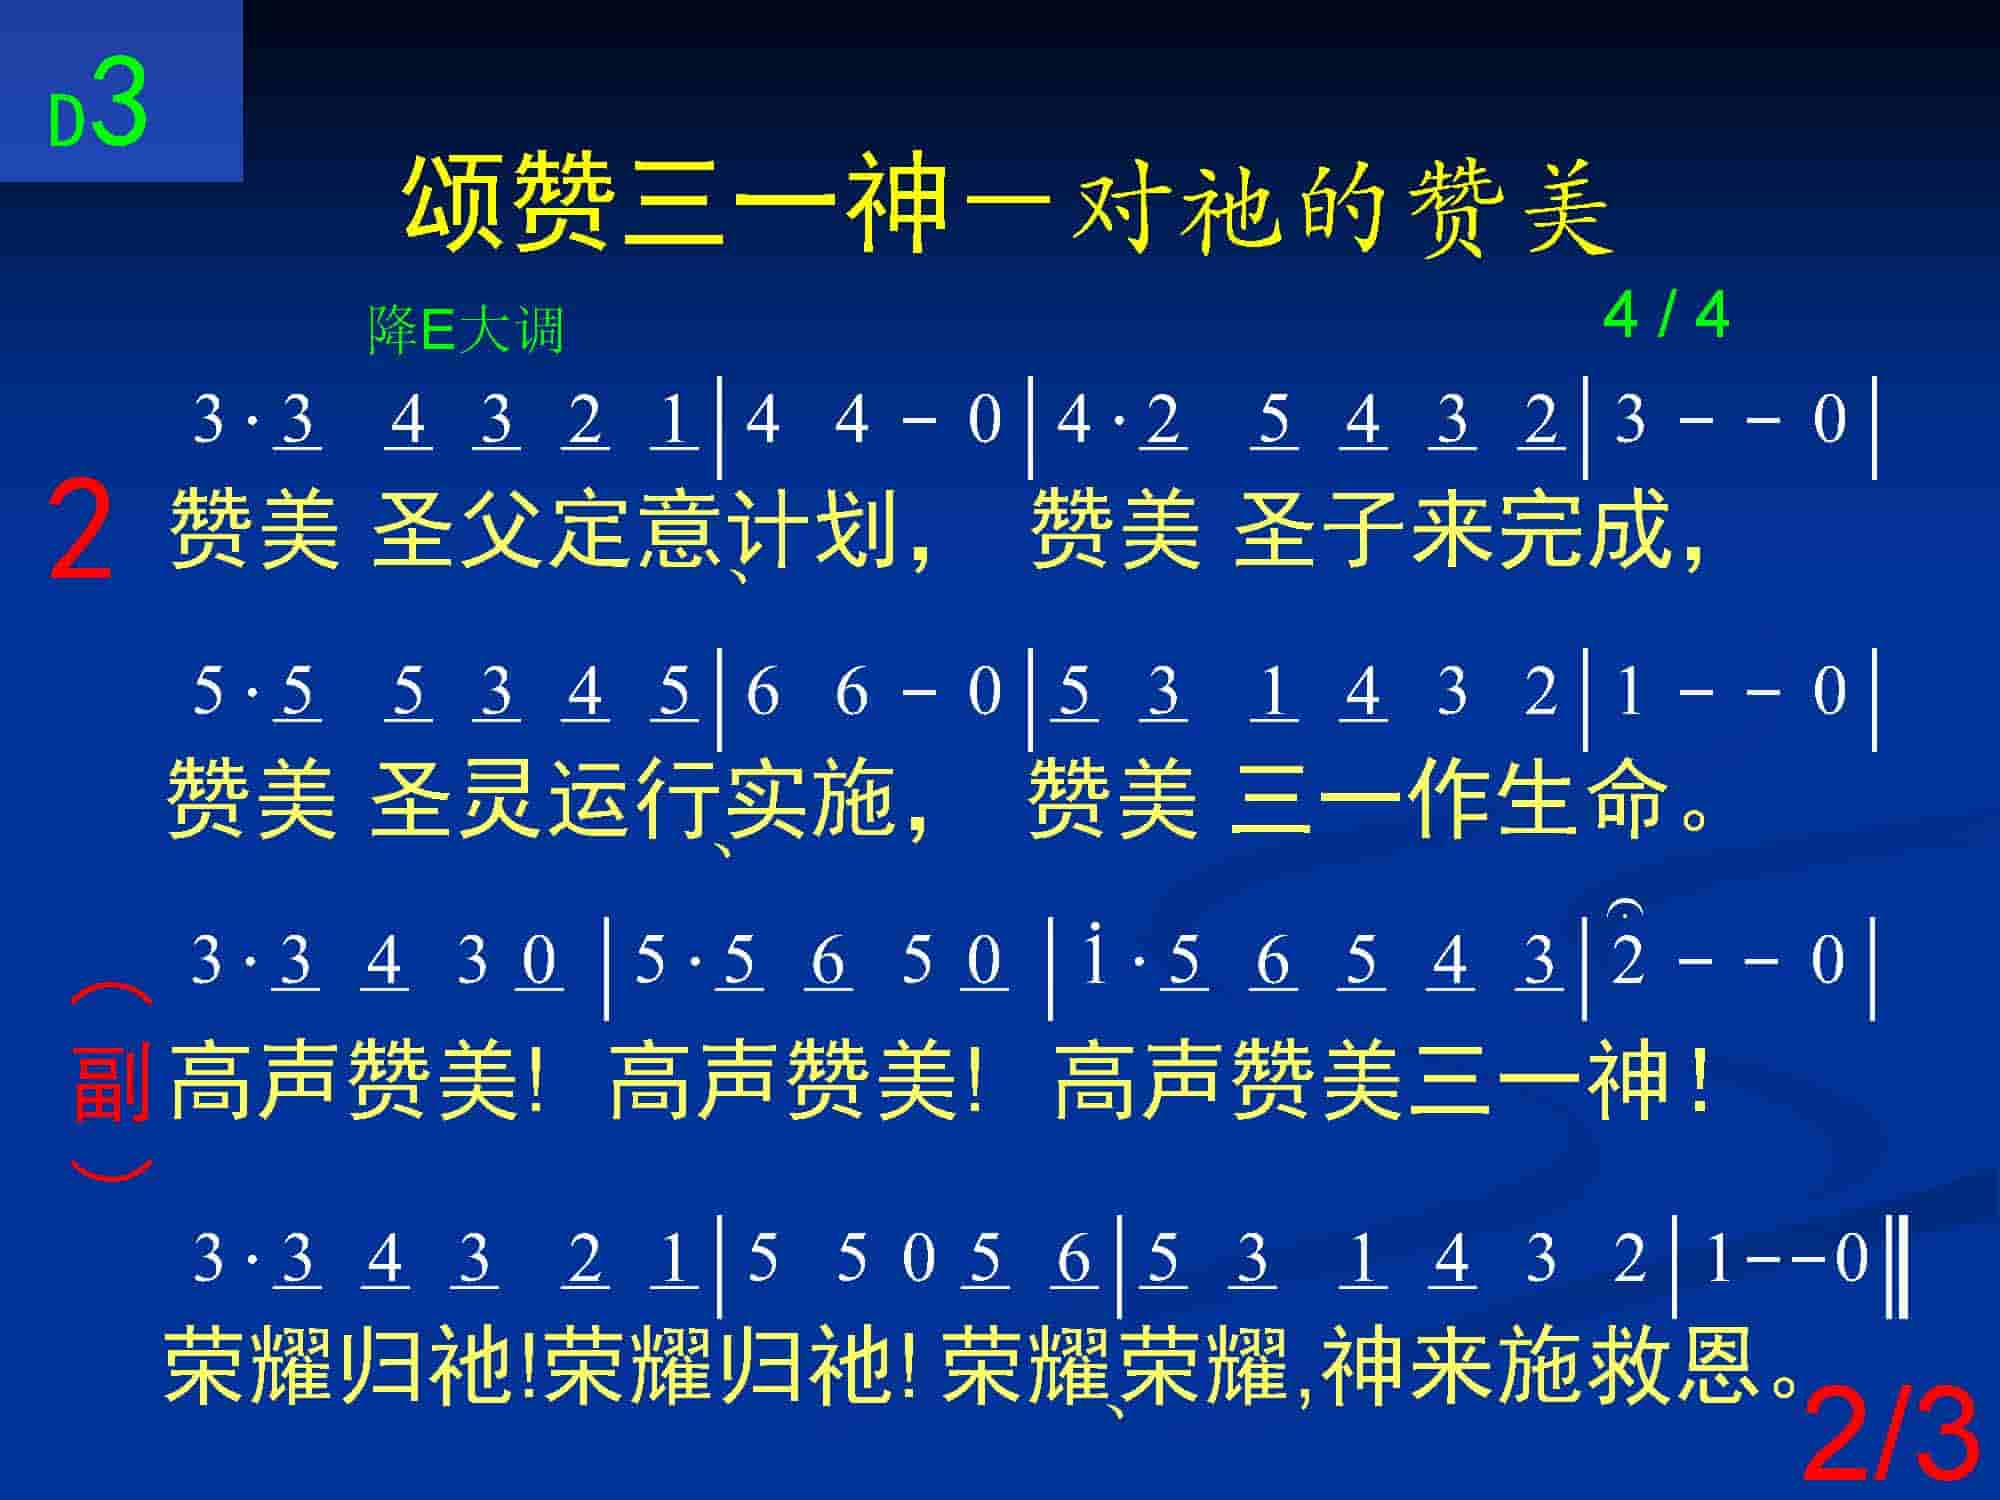 D3
颂赞三一神－对祂的赞美
降E大调 4 / 4
3 · 3 4 3 2 1 | 4 4 - 0 | 4 · 2 5 4 3 2 | 3 - - 0 |
2 赞美 圣父定意、计划， 赞美 圣子来完成，
5 · 5 5 3 4 5 | 6 6 - 0 | 5 3 1 4 3 2 | 1 - - 0 |
赞美 圣灵运行、实施， 赞美 三一作生命。
3 · 3 4 3 0 | 5 · 5 6 5 0 | i · 5 6 5 4 3 | 2 - - 0 |
（副） 高声赞美! 高声赞美! 高声赞美三一神！
3 · 3 4 3 2 1 | 5 5 0 5 6 | 5 3 1 4 3 2 | 1 - - 0 ‖
荣耀归祂!荣耀归祂! 荣耀、荣耀,神来施救恩。
2/3